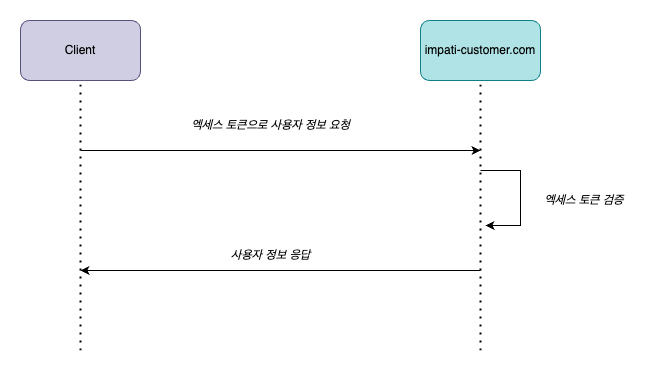 Client
impati-customer.com
엑세스 토큰으로 사용자 정보 요청
엑세스 토큰 검증
사용자 정보 응답